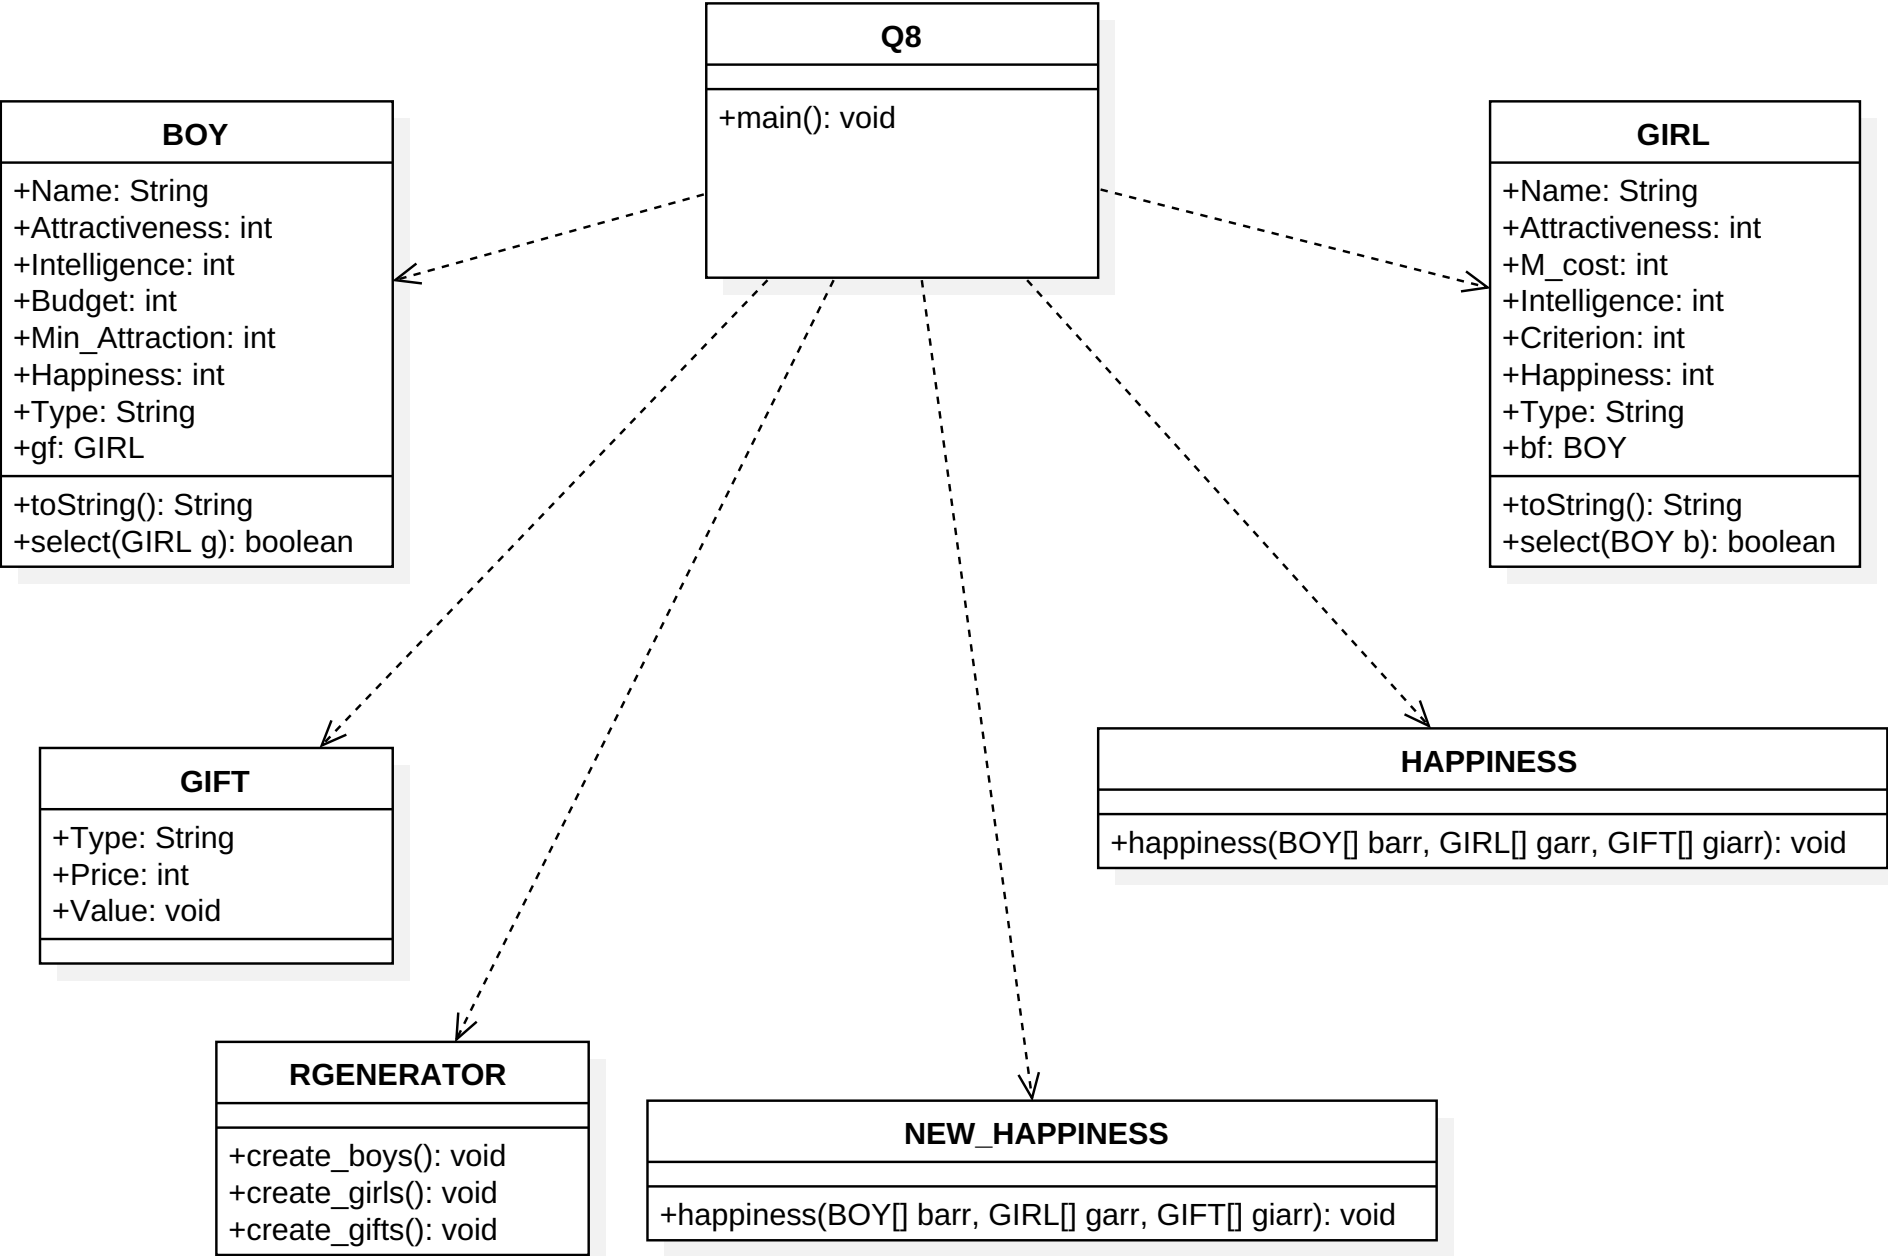 Q8
+main(): void
BOY
+Name: String
+Attractiveness: int
+Intelligence: int
+Budget: int
+Min_Attraction: int
+Happiness: int
+Type: String
+gf: GIRL
+toString(): String
+select(GIRL g): boolean
GIRL
+Name: String
+Attractiveness: int
+M_cost: int
+Intelligence: int
+Criterion: int
+Happiness: int
+Type: String
+bf: BOY
+toString(): String
+select(BOY b): boolean
GIFT
+Type: String
+Price: int
+Value: void
HAPPINESS
+happiness(BOY[] barr, GIRL[] garr, GIFT[] giarr): void
RGENERATOR
+create_boys(): void
+create_girls(): void
+create_gifts(): void
NEW_HAPPINESS
+happiness(BOY[] barr, GIRL[] garr, GIFT[] giarr): void